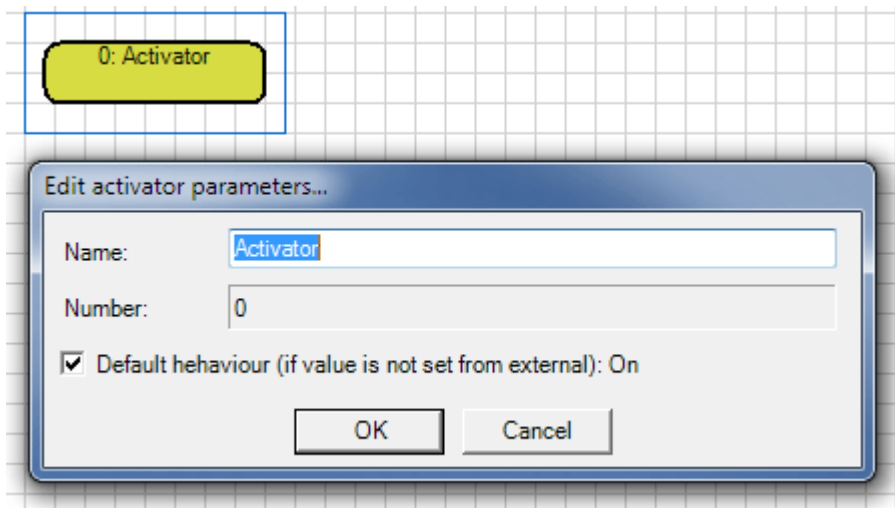 0: Activator
Edit activator parameters...
Name: Activator
Number: 0
Default hehaviour (if value is not set from external): On
OK Cancel